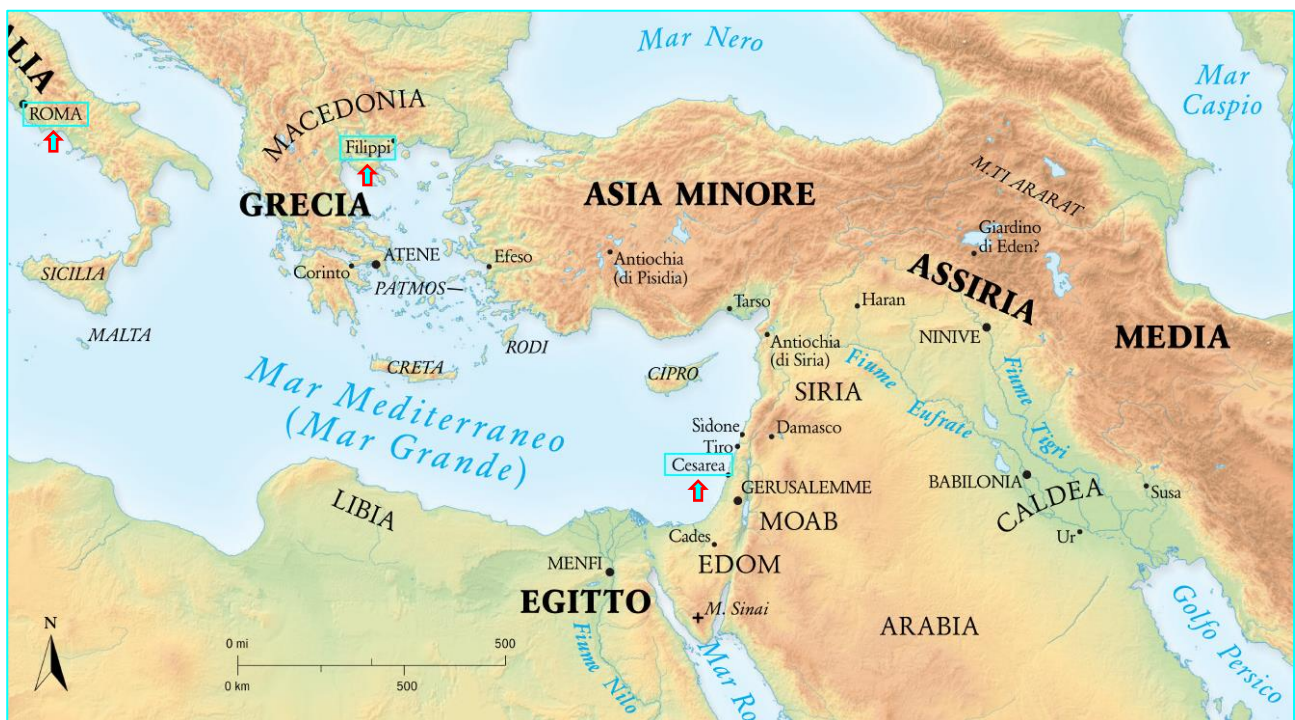 Mar Nero
Mar
Caspio
ALIA
ROMA
MACEDONIA
Filippi
GRECIA
ASIA MINORE
M.TI ARARAT
Giardino
di Eden?
ATENE
Corinto
PATMOS
Efeso
Antiochia
(di Pisidia)
ASSIRIA
SICILIA
MALTA
CRETA
RODI
Tarso
Haran
NINIVE
MEDIA
Antiochia
(di Siria)
CIPRO
SIRIA
Fiume Eufrate
Fiume Tigri
Mar Mediterraneo
(Mar Grande)
Sidone
Tiro
Damasco
Cesarea
GERUSALEMME
MOAB
BABILONIA
CALDEA
Susa
Ur
LIBIA
Cades
EDOM
MENFI
EGITTO
M. Sinai
ARABIA
Golfo Persico
Fiume Nilo
Mar Ro
N
0 mi 500
0 km 500